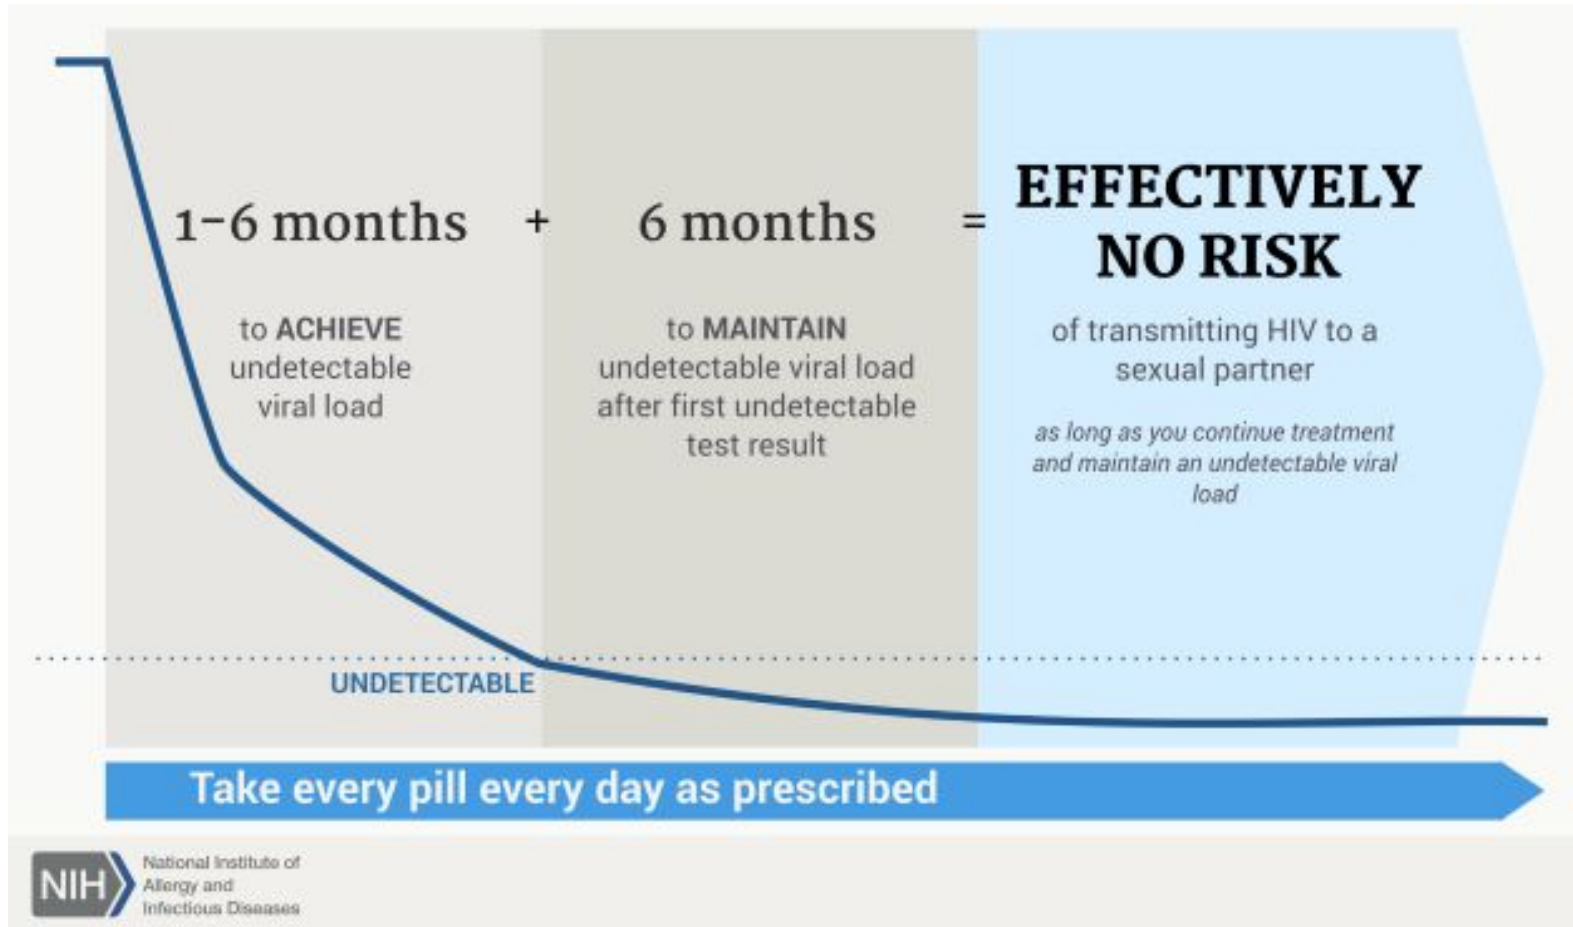 1-6 months
to ACHIEVE
undetectable
viral load
+
6 months
to MAINTAIN
undetectable viral load
after first undetectable
test result
=
EFFECTIVELY
NO RISK
of transmitting HIV to a
sexual partner
as long as you continue treatment
and maintain an undetectable viral
load
UNDETECTABLE
Take every pill every day as prescribed
NIH
National Institute of
Allergy and
Infectious Diseases